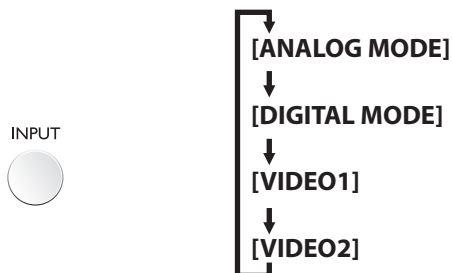 INPUT
[ANALOG MODE]
[DIGITAL MODE]
[VIDEO1]
[VIDEO2]